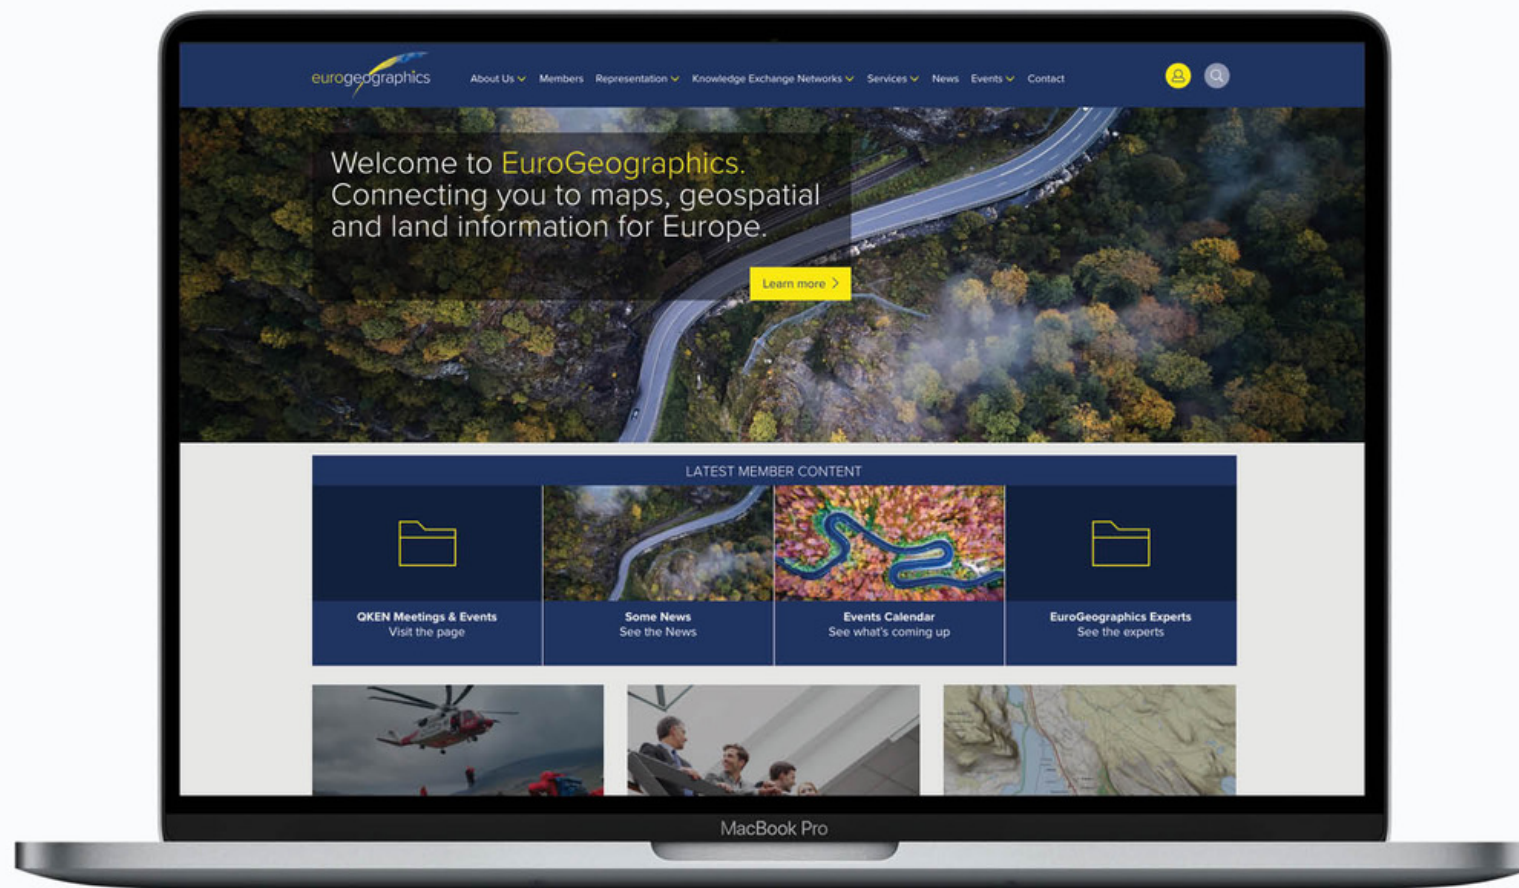 eurogeographics
About Us Members Representation Knowledge Exchange Networks Services News Events Contact
Welcome to EuroGeographics.
Connecting you to maps, geospatial
and land information for Europe.
Learn more
LATEST MEMBER CONTENT
QKEN Meetings & Events
Visit the page
Some News
See the News
Events Calendar
See what's coming up
EuroGeographics Experts
See the experts
MacBook Pro